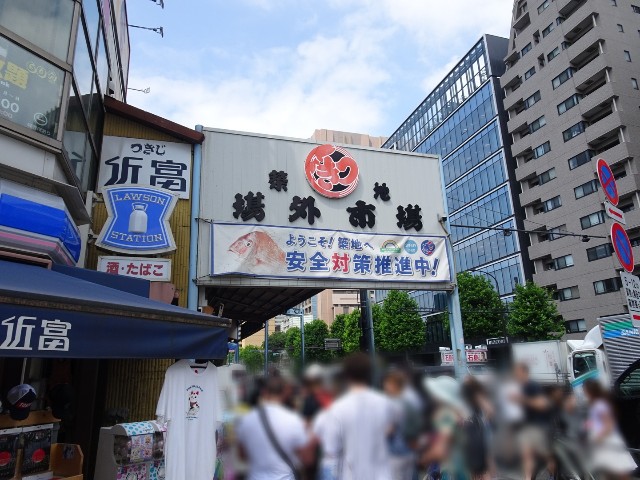 つきじ
近富
LAWSON
STATION
酒・たばこ
近富
築 地
場外市場
ようこそ!築地へ
安全対策推進中!